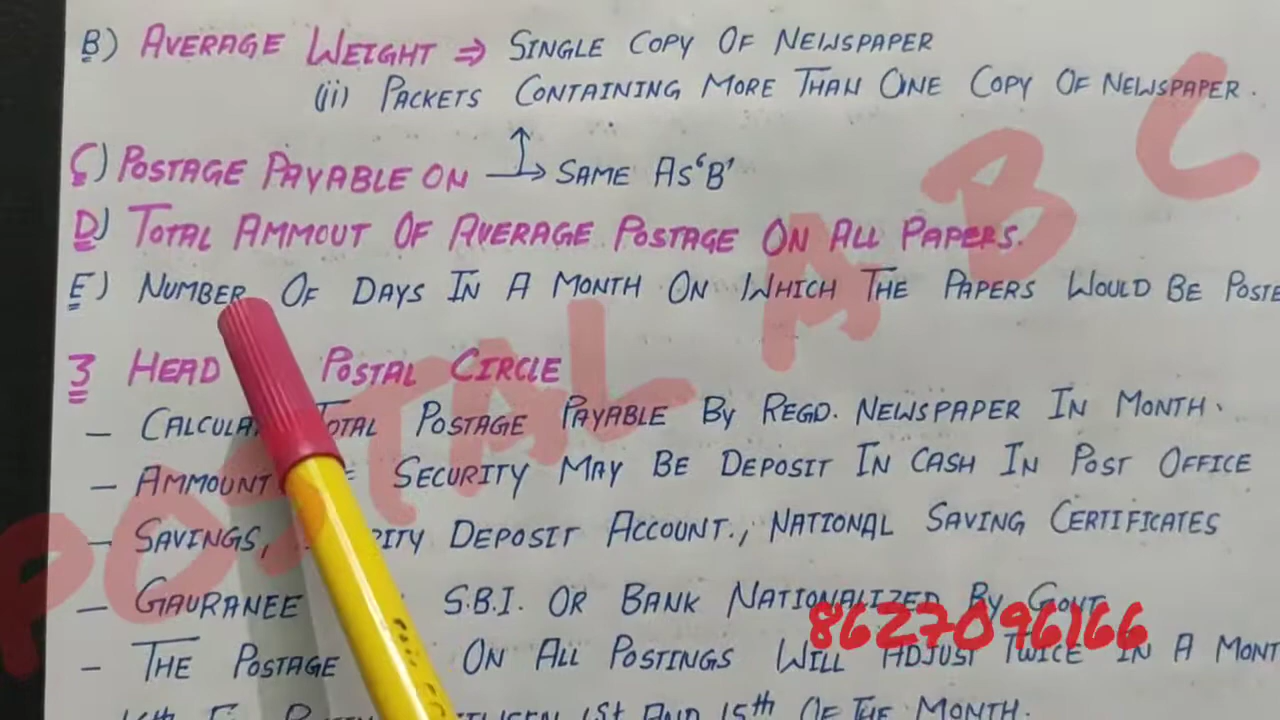 B) AVERAGE WEIGHT ⇒ SINGLE COPY OF NEWSPAPER
(ii) PACKETS CONTAINING MORE THAN ONE COPY OF NEWSPAPER.
C) POSTAGE PAYABLE ON → SAME AS 'B'
D) TOTAL AMMOUT OF AVERAGE POSTAGE ON ALL PAPERS.
E) NUMBER OF DAYS IN A MONTH ON WHICH THE PAPERS WOULD BE POSTE
3 HEAD POSTAL CIRCLE
- CALCULA TOTAL POSTAGE PAYABLE BY REGD. NEWSPAPER IN MONTH.
- AMMOUNT SECURITY MAY BE DEPOSIT IN CASH IN POST OFFICE
- SAVINGS, RITY DEPOSIT ACCOUNT., NATIONAL SAVING CERTIFICATES
- GAURANEE S.B.I. OR BANK NATIONALIZED BY GOVT
- THE POSTAGE ON ALL POSTINGS WILL ADJUST TWICE IN A MONT
1st AND 15th OF THE MONTH.
POSTAL ABC
8627096166